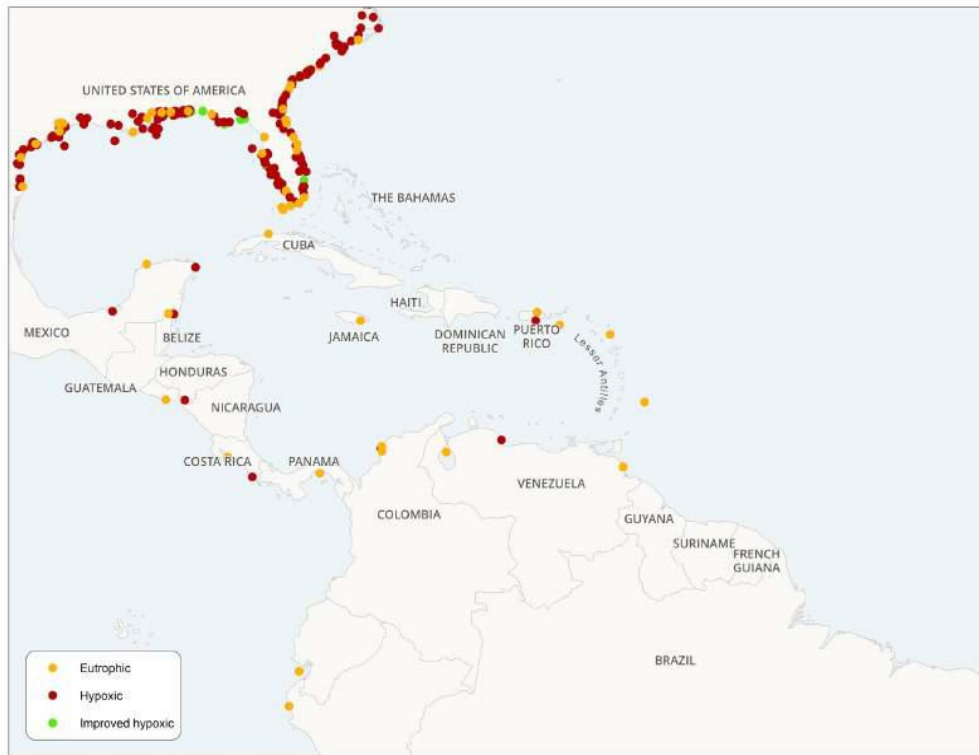 UNITED STATES OF AMERICA
THE BAHAMAS
CUBA
HAITI
MEXICO
BELIZE
JAMAICA
DOMINICAN
REPUBLIC
PUERTO
RICO
Lesser Antilles
HONDURAS
GUATEMALA
NICARAGUA
COSTA RICA
PANAMA
VENEZUELA
COLOMBIA
GUYANA
SURINAME
FRENCH
GUIANA
BRAZIL
Eutrophic
Hypoxic
Improved hypoxic